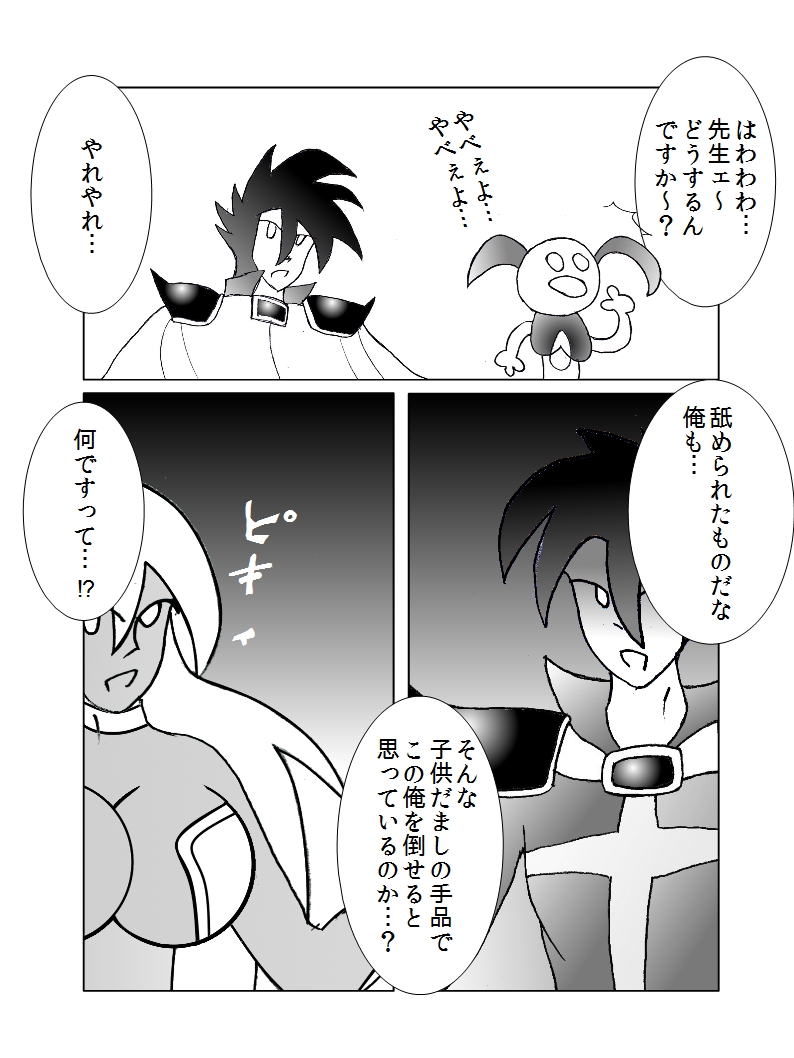 はわわわ…
先生ェ～
どうするん
ですか～？
やべぇよ…
やべぇよ…
やれやれ…
舐められたものだな
俺も…
そんな
子供だましの手品で
この俺を倒せると
思っているのか…？
ピキッ
何ですって…⁉